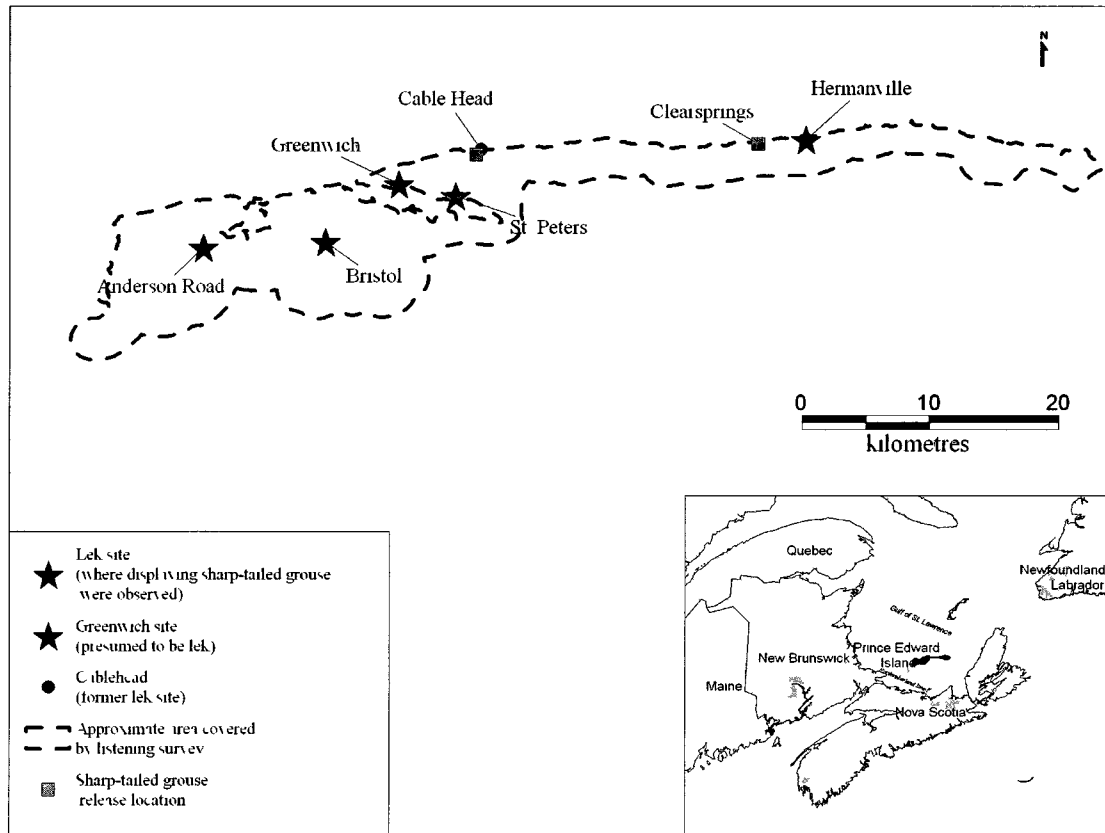 N
Cable Head
Hermanville
Clearsprings
Greenwich
St Peters
Anderson Road
Bristol
0 10 20
kilometres
Lek site
(where displaying sharp-tailed grouse
were observed)
Greenwich site
(presumed to be lek)
Cablehead
(former lek site)
Approximate area covered
by listening survey
Sharp-tailed grouse
release location
Quebec
Newfoundland
Labrador
Gulf of St. Lawrence
Prince Edward
Island
New Brunswick
Maine
Nova Scotia